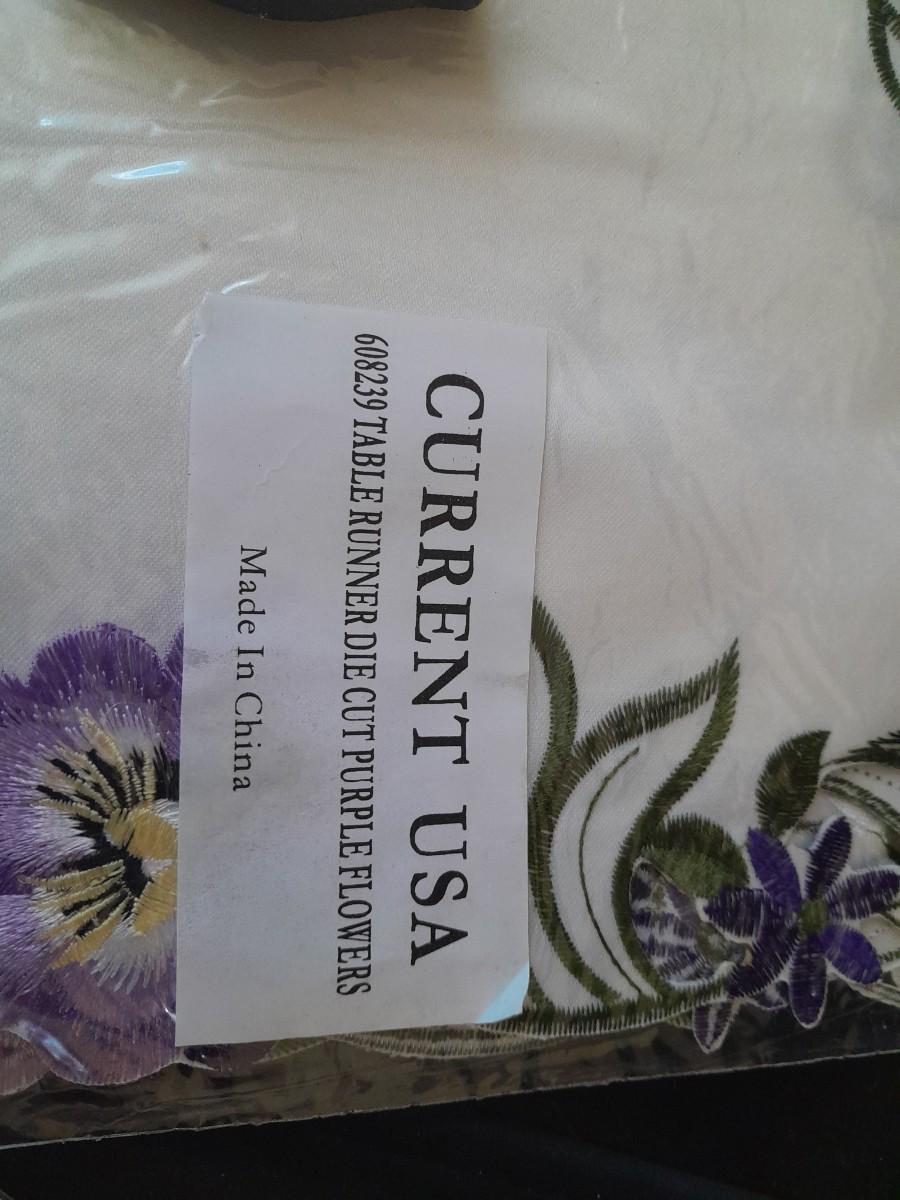 CURRENT USA
608239 TABLE RUNNER DIE CUT PURPLE FLOWERS
Made In China